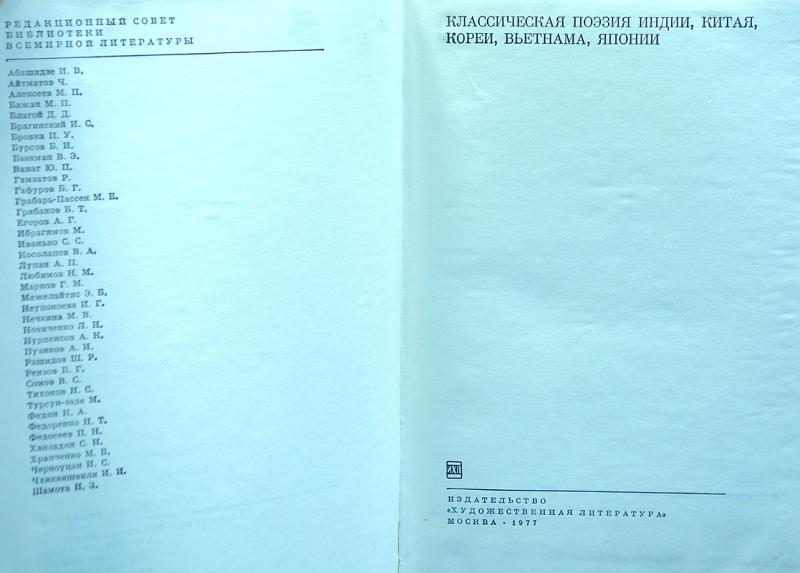 РЕДАКЦИОННЫЙ СОВЕТ
БИБЛИОТЕКИ
ВСЕМИРНОЙ ЛИТЕРАТУРЫ
Абашидзе И. В.
Айтматов Ч.
Алексеев М. П.
Бажан М. П.
Благой Д. Д.
Брагинский И. С.
Бровка П. У.
Бурсов Б. И.
Бээкман В. Э.
Ванаг Ю. П.
Гамзатов Р.
Гафуров Б. Г.
Грабарь-Пассек М. Е.
Грибанов Б. Т.
Егоров А. Г.
Ибрагимов М.
Иванько С. С.
Косолапов В. А.
Лупан А. П.
Любимов Н. М.
Марков Г. М.
Межелайтис Э. Б.
Неупокоева И. Г.
Нечкина М. В.
Новиченко Л. Н.
Нурпеисов А. К.
Пузиков А. И.
Рашидов Ш. Р.
Реизов Б. Г.
Сомов В. С.
Тихонов Н. С.
Турсун-заде М.
Федин К. А.
Федоренко Н. Т.
Федосеев П. Н.
Ханзадян С. Н.
Храпченко М. Б.
Черноуцан И. С.
Чхиквишвили И. И.
Шамота Н. З.
КЛАССИЧЕСКАЯ ПОЭЗИЯ ИНДИИ, КИТАЯ,
КОРЕИ, ВЬЕТНАМА, ЯПОНИИ
ИХЛ
ИЗДАТЕЛЬСТВО
«ХУДОЖЕСТВЕННАЯ ЛИТЕРАТУРА»
МОСКВА · 1977